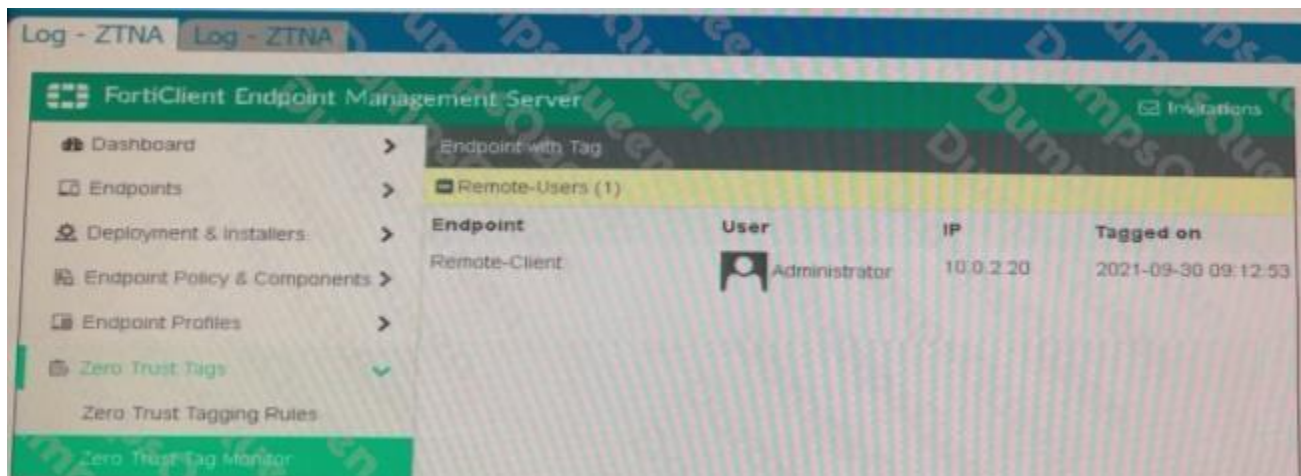 Log - ZTNA Log - ZTNA
FortiClient Endpoint Management Server
Invitations
Dashboard
Endpoints
Deployment & Installers
Endpoint Policy & Components
Endpoint Profiles
Zero Trust Tags
Zero Trust Tagging Rules
Zero Trust Tag Monitor
Endpoint with Tag
Remote-Users (1)
Endpoint User IP Tagged on
Remote-Client Administrator 10.0.2.20 2021-09-30 09:12:53
DumpsQueen
DumpsQueen